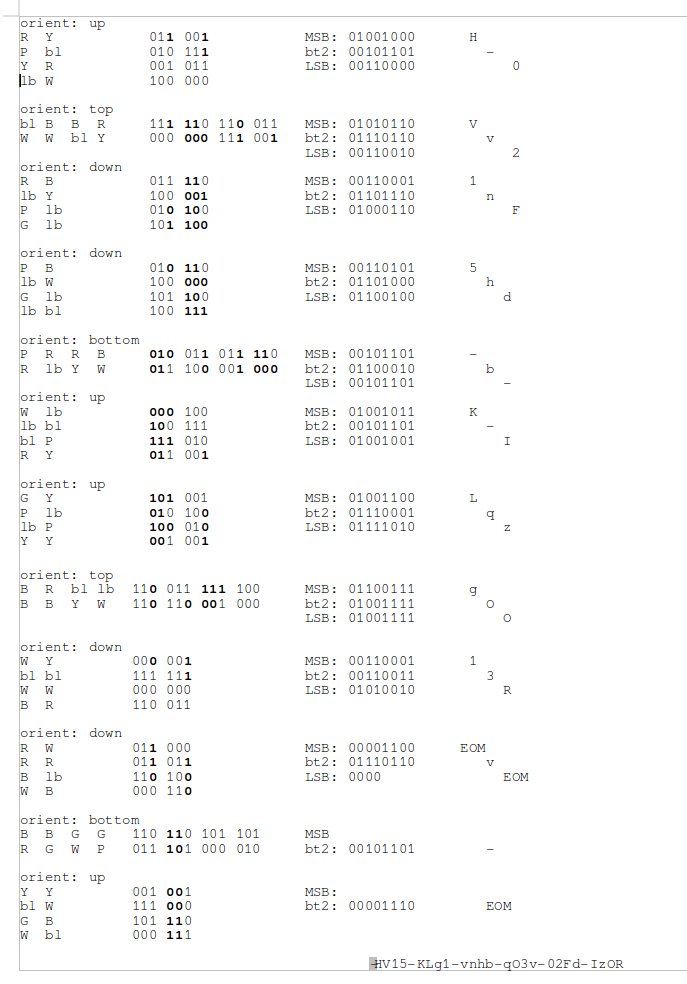 orient: up
R Y 011 001 MSB: 01001000 H
P bl 010 111 bt2: 00101101 -
Y R 001 011 LSB: 00110000 0
lb W 100 000
orient: top
bl B B R 111 110 110 011 MSB: 01010110 V
W W bl Y 000 000 111 001 bt2: 01110110 v
LSB: 00110010 2
orient: down
R B 011 110 MSB: 00110001 1
lb Y 100 001 bt2: 01101110 n
P lb 010 100 LSB: 01000110 F
G lb 101 100
orient: down
P B 010 110 MSB: 00110101 5
lb W 100 000 bt2: 01101000 h
G lb 101 100 LSB: 01100100 d
lb bl 100 111
orient: bottom
P R R B 010 011 011 110 MSB: 00101101 -
R lb Y W 011 100 001 000 bt2: 01100010 b
LSB: 00101101 -
orient: up
W lb 000 100 MSB: 01001011 K
lb bl 100 111 bt2: 00101101 -
bl P 111 010 LSB: 01001001 I
R Y 011 001
orient: up
G Y 101 001 MSB: 01001100 L
P lb 010 100 bt2: 01110001 q
lb P 100 010 LSB: 01111010 z
Y Y 001 001
orient: top
B R bl lb 110 011 111 100 MSB: 01100111 g
B B Y W 110 110 001 000 bt2: 01001111 O
LSB: 01001111 O
orient: down
W Y 000 001 MSB: 00110001 1
bl bl 111 111 bt2: 00110011 3
W W 000 000 LSB: 01010010 R
B R 110 011
orient: down
R W 011 000 MSB: 00001100 EOM
R R 011 011 bt2: 01110110 v
B lb 110 100 LSB: 0000 EOM
W B 000 110
orient: bottom
B B G G 110 110 101 101 MSB
R G W P 011 101 000 010 bt2: 00101101 -
orient: up
Y Y 001 001 MSB:
bl W 111 000 bt2: 00001110 EOM
G B 101 110
W bl 000 111
-HV15-KLg1-vnhb-qO3v-02Fd-IzOR